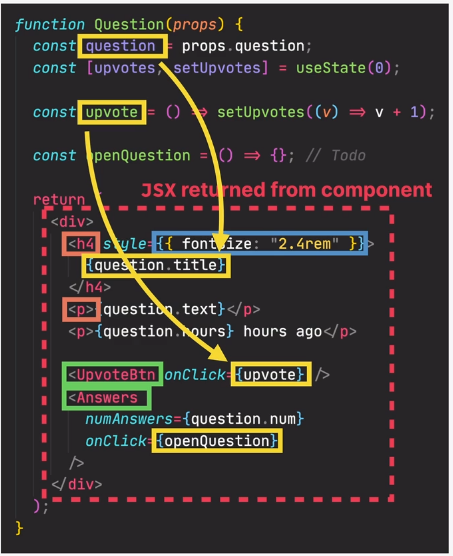 function Question(props) {
const question = props.question;
const [upvotes, setUpvotes] = useState(0);
const upvote = () => setUpvotes((v) => v + 1);
const openQuestion = () => {}; // Todo
return (
JSX returned from component
<div>
<h4 style={{ fontSize: "2.4rem" }}>
{question.title}
</h4>
<p>{question.text}</p>
<p>{question.hours} hours ago</p>
<UpvoteBtn onClick={upvote} />
<Answers
numAnswers={question.num}
onClick={openQuestion}
/>
</div>
);
}